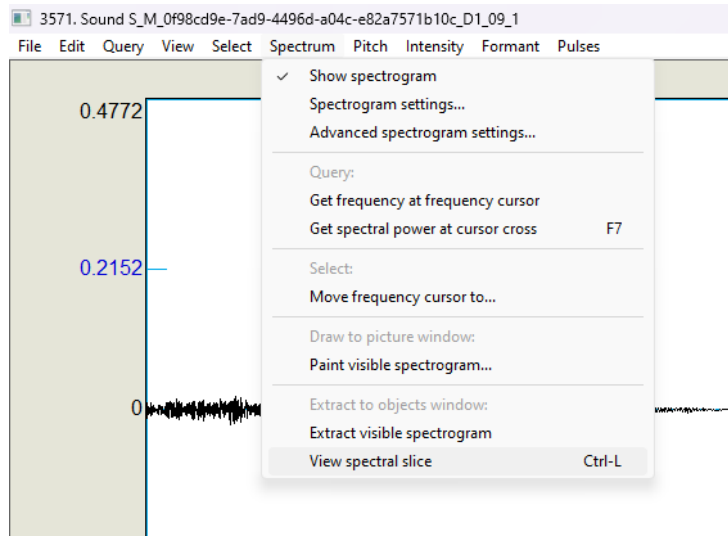 3571. Sound S_M_0f98cd9e-7ad9-4496d-a04c-e82a7571b10c_D1_09_1
File Edit Query View Select Spectrum Pitch Intensity Formant Pulses
✓ Show spectrogram
Spectrogram settings...
Advanced spectrogram settings...
Query:
Get frequency at frequency cursor
Get spectral power at cursor cross F7
Select:
Move frequency cursor to...
Draw to picture window:
Paint visible spectrogram...
Extract to objects window:
Extract visible spectrogram
View spectral slice Ctrl-L
0.4772
0.2152
0